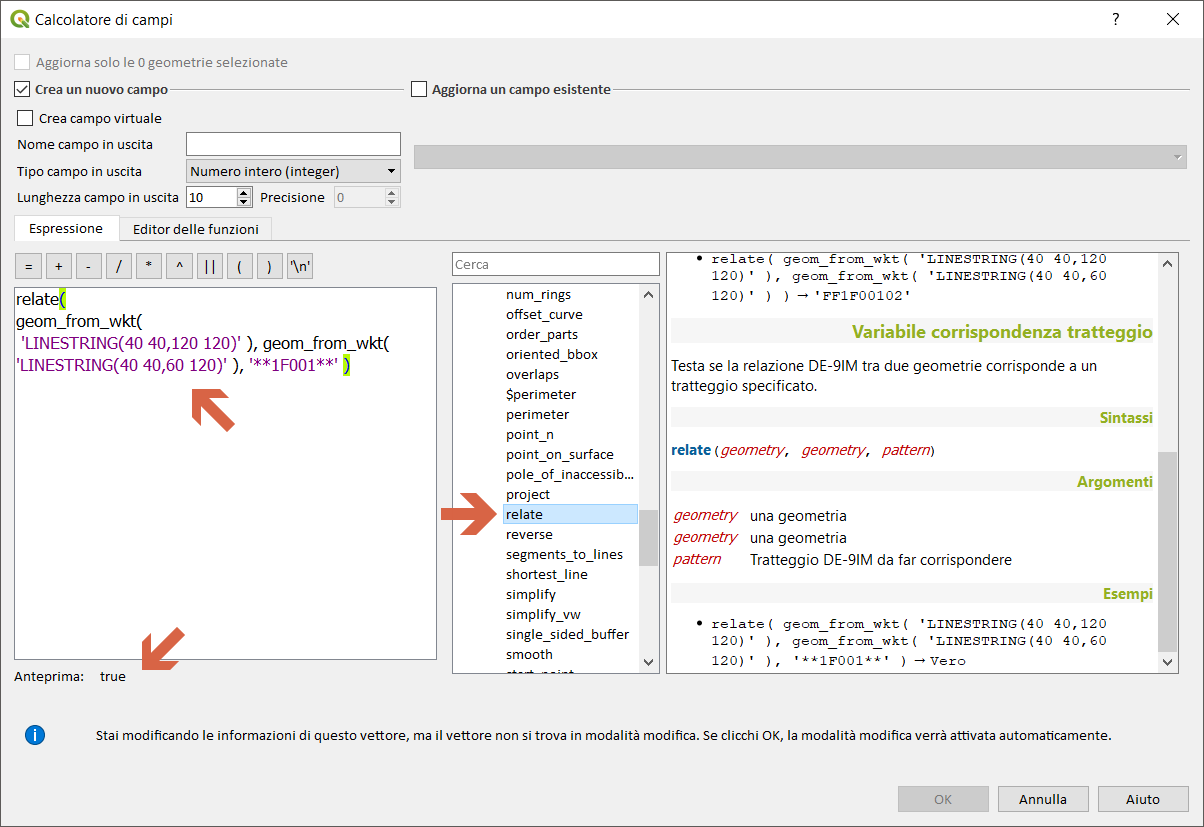 Calcolatore di campi
?
Aggiorna solo le 0 geometrie selezionate
Crea un nuovo campo
Aggiorna un campo esistente
Crea campo virtuale
Nome campo in uscita
Tipo campo in uscita
Numero intero (integer)
Lunghezza campo in uscita
10
Precisione
0
Espressione
Editor delle funzioni
= + - / * ^ || ( ) '\n'
relate(
geom_from_wkt(
'LINESTRING(40 40,120 120)' ), geom_from_wkt(
'LINESTRING(40 40,60 120)' ), '**1F001**' )
Anteprima: true
Cerca
num_rings
offset_curve
order_parts
oriented_bbox
overlaps
$perimeter
perimeter
point_n
point_on_surface
pole_of_inaccessib...
project
relate
reverse
segments_to_lines
shortest_line
simplify
simplify_vw
single_sided_buffer
smooth
start_point
• relate( geom_from_wkt( 'LINESTRING(40 40,120
120)' ), geom_from_wkt( 'LINESTRING(40 40,60
120)' ) ) → 'FF1F00102'
Variabile corrispondenza tratteggio
Testa se la relazione DE-9IM tra due geometrie corrisponde a un
tratteggio specificato.
Sintassi
relate(geometry, geometry, pattern)
Argomenti
geometry una geometria
geometry una geometria
pattern Tratteggio DE-9IM da far corrispondere
Esempi
• relate( geom_from_wkt( 'LINESTRING(40 40,120
120)' ), geom_from_wkt( 'LINESTRING(40 40,60
120)' ), '**1F001**' ) → Vero
Stai modificando le informazioni di questo vettore, ma il vettore non si trova in modalità modifica. Se clicchi OK, la modalità modifica verrà attivata automaticamente.
OK
Annulla
Aiuto